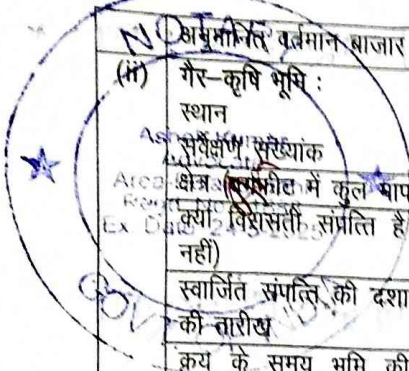 अनुमानित वर्तमान बाजार
(ii) गैर–कृषि भूमि :
स्थान
सर्वेक्षण संख्यांक
क्षेत्र (वर्गफीट में कुल माप
क्या विरासती संपत्ति है
नहीं)
स्वार्जित संपत्ति की दशा
की तारीख
क्रय के समय भूमि की